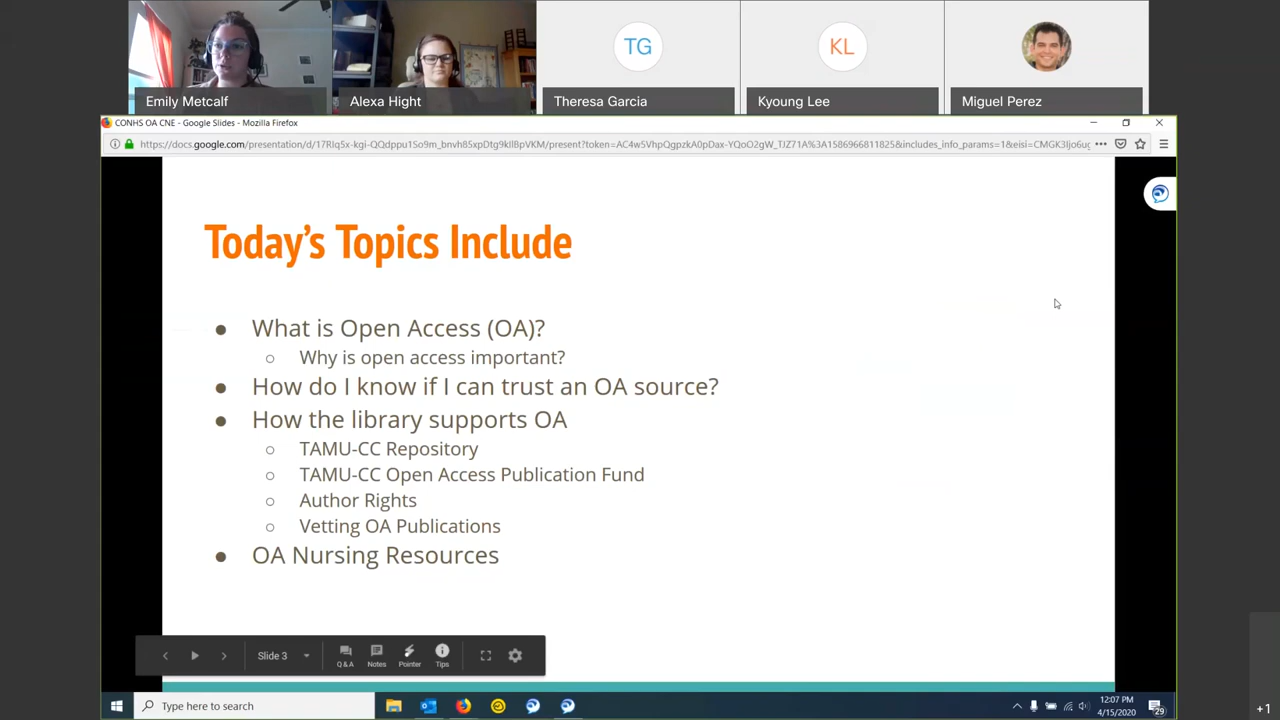 TG
KL
Emily Metcalf
Alexa Hight
Theresa Garcia
Kyoung Lee
Miguel Perez
CONHS OA CNE - Google Slides - Mozilla Firefox
Today's Topics Include
● What is Open Access (OA)?
○ Why is open access important?
● How do I know if I can trust an OA source?
● How the library supports OA
○ TAMU-CC Repository
○ TAMU-CC Open Access Publication Fund
○ Author Rights
○ Vetting OA Publications
● OA Nursing Resources
Slide 3
Q & A
Notes
Pointer
Tips
Type here to search
12:07 PM
4/15/2020
29
+1